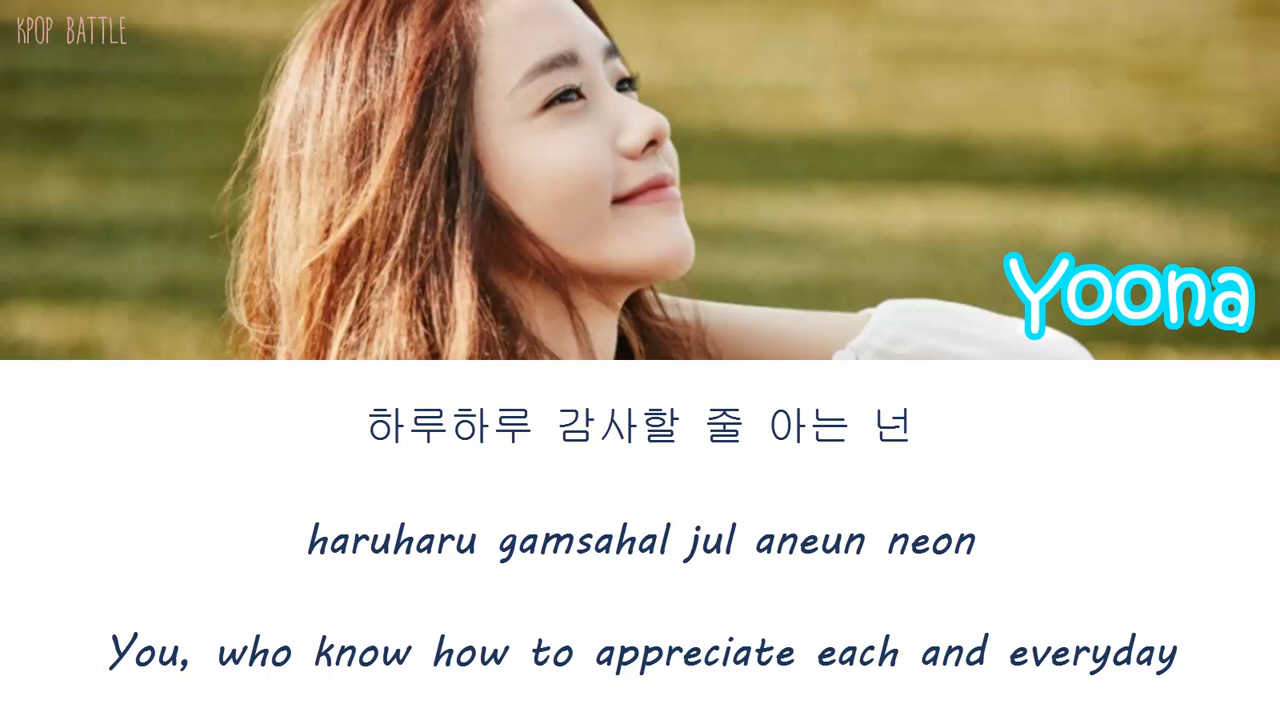 KPOP BATTLE
Yoona
하루하루 감사할 줄 아는 넌
haruharu gamsahal jul aneun neon
You, who know how to appreciate each and everyday